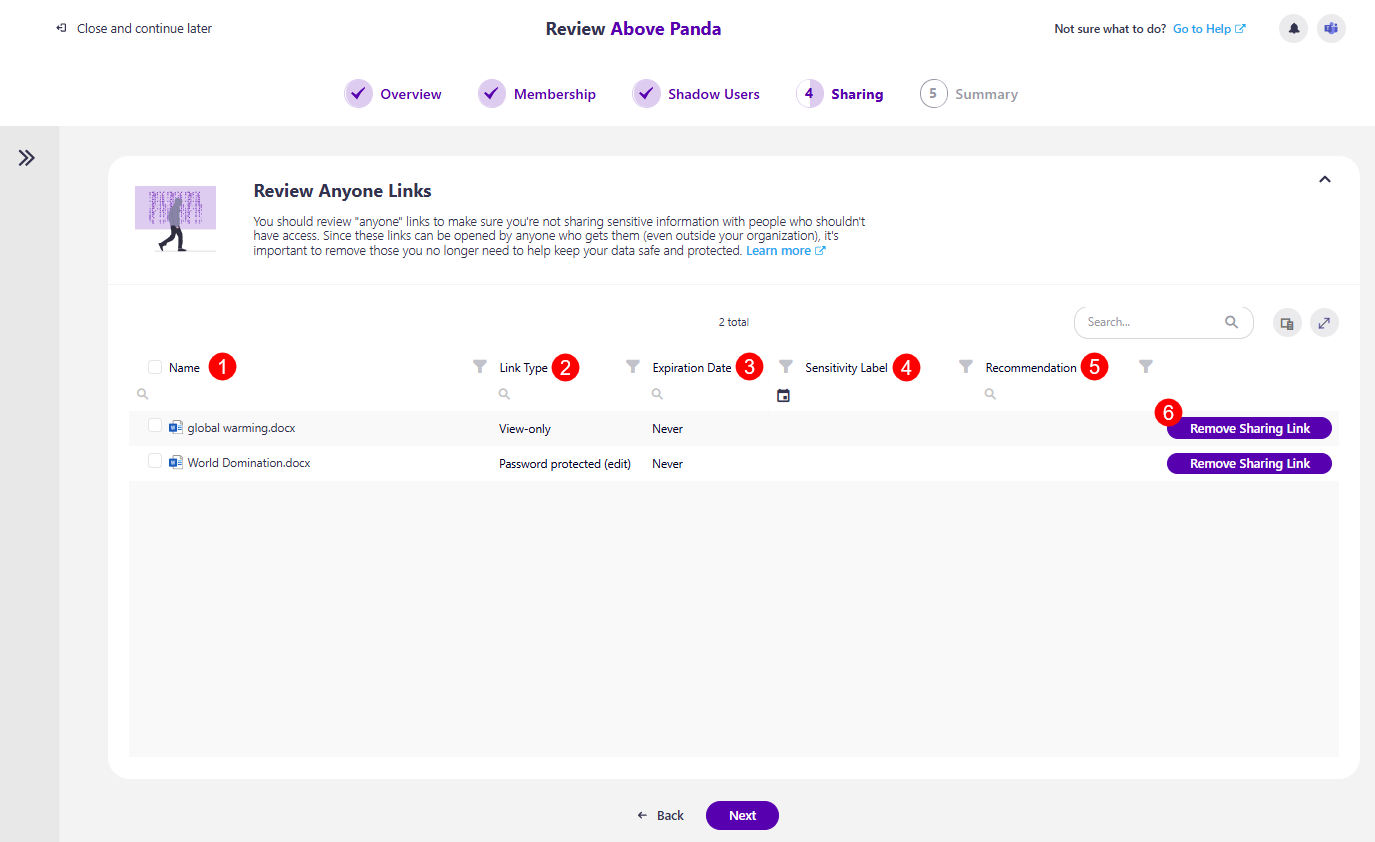 Close and continue later
Review Above Panda
Not sure what to do? Go to Help
Overview
Membership
Shadow Users
4 Sharing
5 Summary
Review Anyone Links
You should review "anyone" links to make sure you're not sharing sensitive information with people who shouldn't
have access. Since these links can be opened by anyone who gets them (even outside your organization), it's
important to remove those you no longer need to help keep your data safe and protected. Learn more
2 total
Search...
Name 1 Link Type 2 Expiration Date 3 Sensitivity Label 4 Recommendation 5
6
global warming.docx View-only Never Remove Sharing Link
World Domination.docx Password protected (edit) Never Remove Sharing Link
Back Next